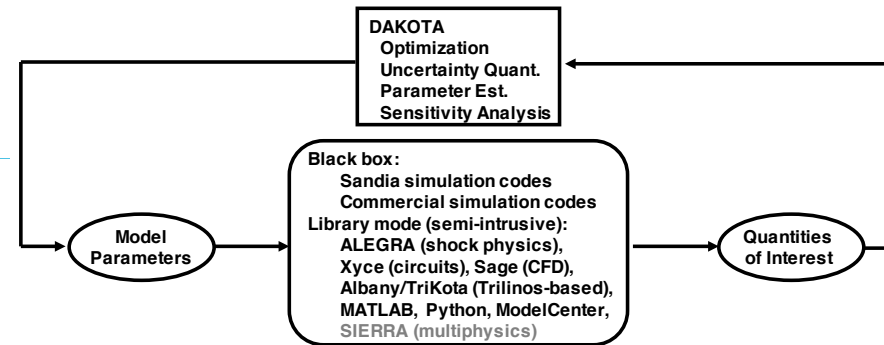 DAKOTA
Optimization
Uncertainty Quant.
Parameter Est.
Sensitivity Analysis
Black box:
Sandia simulation codes
Commercial simulation codes
Library mode (semi-intrusive):
ALEGRA (shock physics),
Xyce (circuits), Sage (CFD),
Albany/TriKota (Trilinos-based),
MATLAB, Python, ModelCenter,
SIERRA (multiphysics)
Model
Parameters
Quantities
of Interest